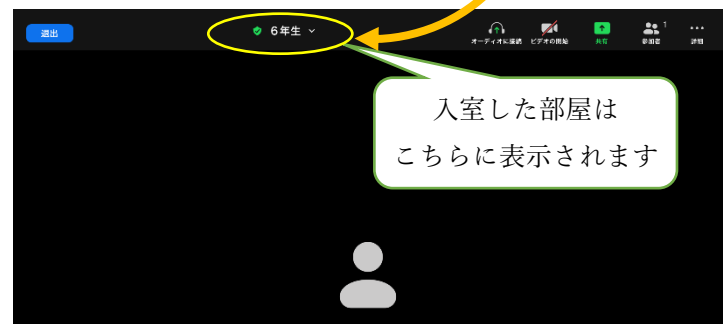 退出
6年生
オーディオに接続
ビデオの開始
共有
参加者
1
詳細
入室した部屋は
こちらに表示されます